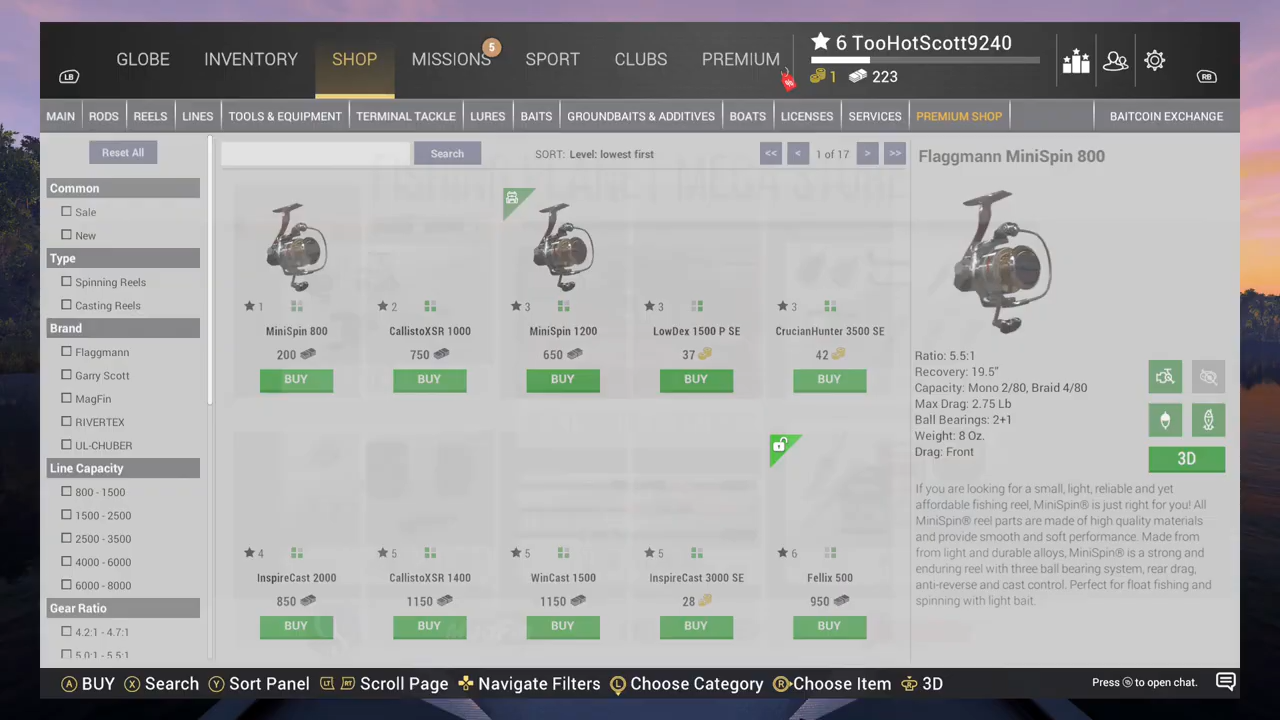 GLOBE INVENTORY SHOP MISSIONS 5 SPORT CLUBS PREMIUM
6 TooHotScott9240
1 223
LB
RB
MAIN RODS REELS LINES TOOLS & EQUIPMENT TERMINAL TACKLE LURES BAITS GROUNDBAITS & ADDITIVES BOATS LICENSES SERVICES PREMIUM SHOP BAITCOIN EXCHANGE
Reset All
Search
SORT: Level: lowest first
<< < 1 of 17 > >>
Common
Sale
New
Type
Spinning Reels
Casting Reels
Brand
Flaggmann
Garry Scott
MagFin
RIVERTEX
UL-CHUBER
Line Capacity
800 - 1500
1500 - 2500
2500 - 3500
4000 - 6000
6000 - 8000
Gear Ratio
4.2:1 - 4.7:1
5.0:1 - 5.5:1
1 2 3 3 3
MiniSpin 800 CallistoXSR 1000 MiniSpin 1200 LowDex 1500 P SE CrucianHunter 3500 SE
200 750 650 37 42
BUY BUY BUY BUY BUY
4 5 5 5 6
InspireCast 2000 CallistoXSR 1400 WinCast 1500 InspireCast 3000 SE Fellix 500
850 1150 1150 28 950
BUY BUY BUY BUY BUY
Flaggmann MiniSpin 800
Ratio: 5.5:1
Recovery: 19.5"
Capacity: Mono 2/80, Braid 4/80
Max Drag: 2.75 Lb
Ball Bearings: 2+1
Weight: 8 Oz.
Drag: Front
3D
If you are looking for a small, light, reliable and yet
affordable fishing reel, MiniSpin® is just right for you! All
MiniSpin® reel parts are made of high quality materials
and provide smooth and soft performance. Made from
from light and durable alloys, MiniSpin® is a strong and
enduring reel with three ball bearing system, rear drag,
anti-reverse and cast control. Perfect for float fishing and
spinning with light bait.
A BUY X Search Y Sort Panel LT RT Scroll Page Navigate Filters L Choose Category R Choose Item 3D
Press to open chat.